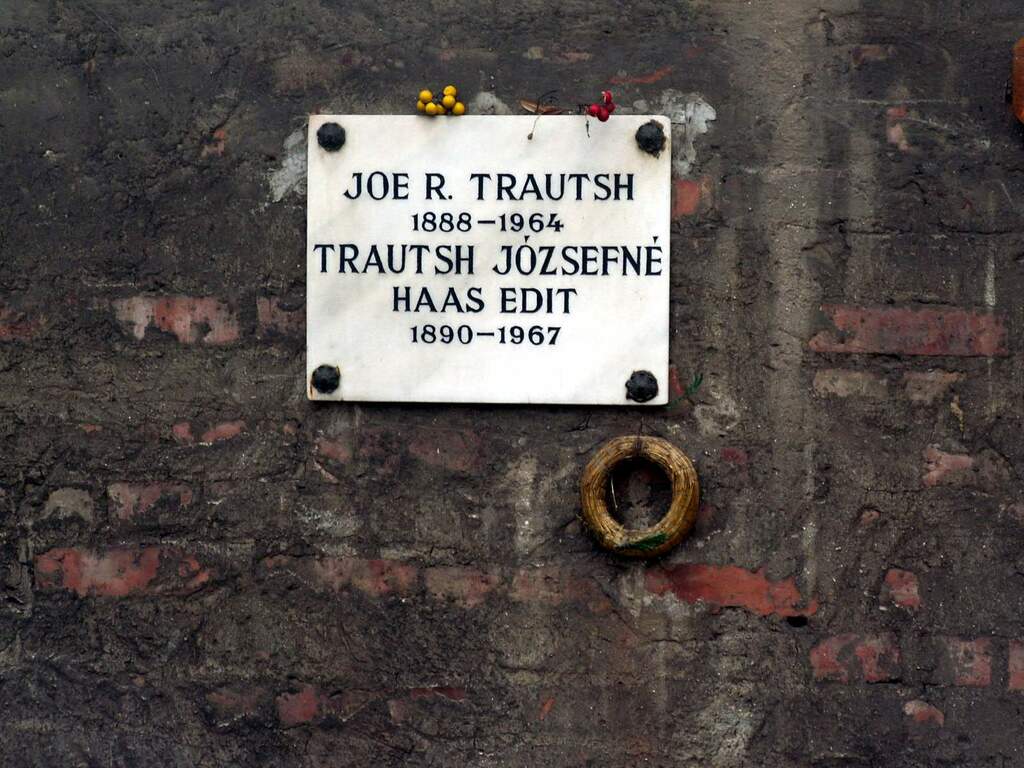 JOE R. TRAUTSH
1888–1964
TRAUTSH JÓZSEFNÉ
HAAS EDIT
1890–1967